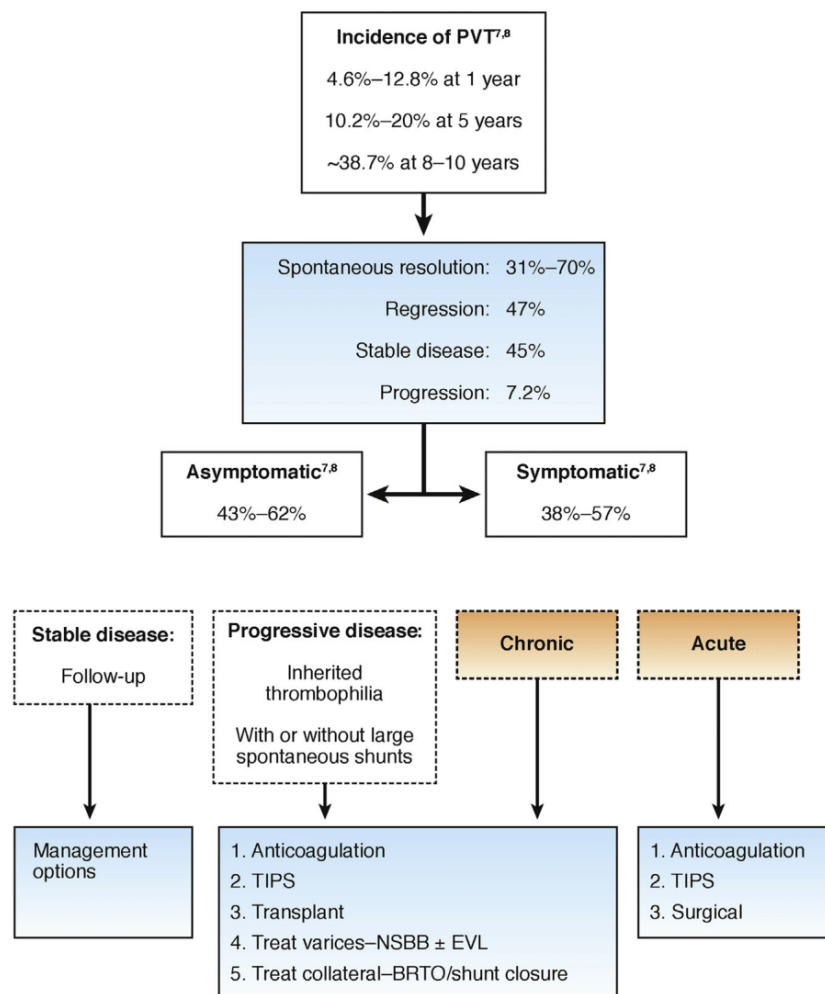 Incidence of PVT⁷,⁸
4.6%–12.8% at 1 year
10.2%–20% at 5 years
~38.7% at 8–10 years
Spontaneous resolution: 31%–70%
Regression: 47%
Stable disease: 45%
Progression: 7.2%
Asymptomatic⁷,⁸
43%–62%
Symptomatic⁷,⁸
38%–57%
Stable disease:
Follow-up
Progressive disease:
Inherited
thrombophilia
With or without large
spontaneous shunts
Chronic
Acute
Management
options
1. Anticoagulation
2. TIPS
3. Transplant
4. Treat varices–NSBB ± EVL
5. Treat collateral–BRTO/shunt closure
1. Anticoagulation
2. TIPS
3. Surgical